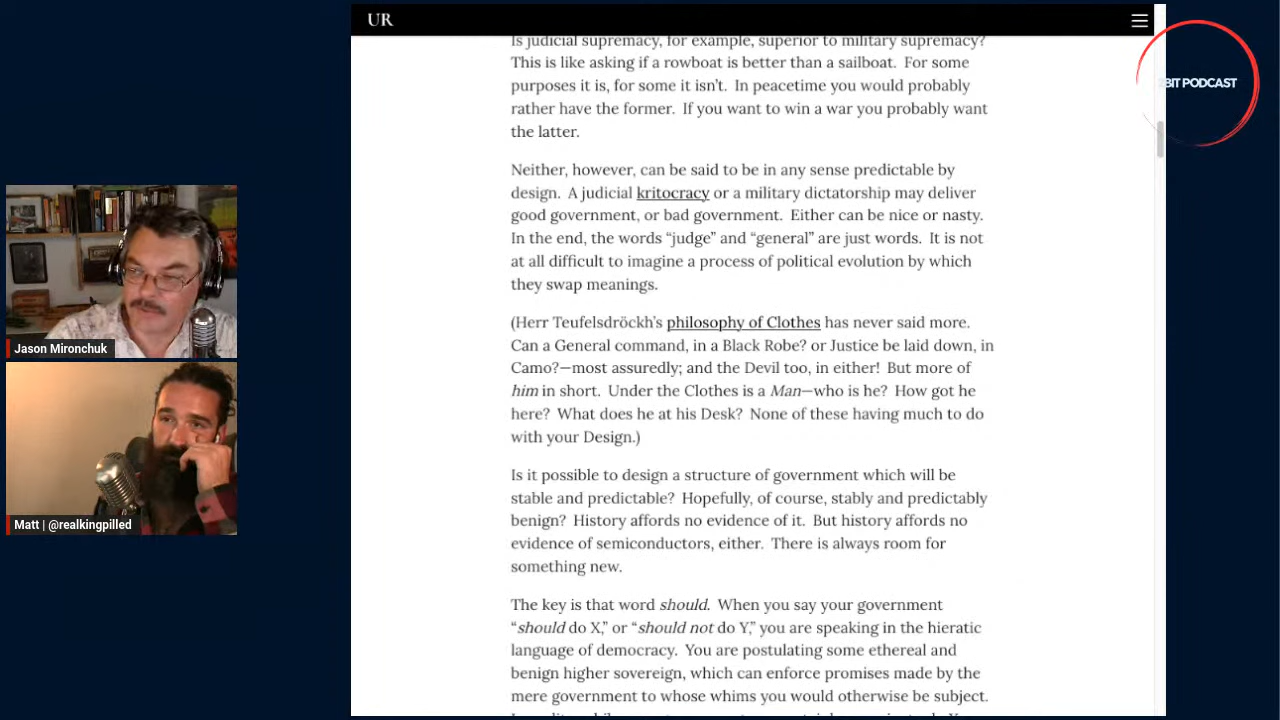 UR
Is judicial supremacy, for example, superior to military supremacy?
This is like asking if a rowboat is better than a sailboat. For some
purposes it is, for some it isn't. In peacetime you would probably
rather have the former. If you want to win a war you probably want
the latter.
Neither, however, can be said to be in any sense predictable by
design. A judicial kritocracy or a military dictatorship may deliver
good government, or bad government. Either can be nice or nasty.
In the end, the words “judge” and “general” are just words. It is not
at all difficult to imagine a process of political evolution by which
they swap meanings.
(Herr Teufelsdröckh's philosophy of Clothes has never said more.
Can a General command, in a Black Robe? or Justice be laid down, in
Camo?—most assuredly; and the Devil too, in either! But more of
him in short. Under the Clothes is a Man—who is he? How got he
here? What does he at his Desk? None of these having much to do
with your Design.)
Is it possible to design a structure of government which will be
stable and predictable? Hopefully, of course, stably and predictably
benign? History affords no evidence of it. But history affords no
evidence of semiconductors, either. There is always room for
something new.
The key is that word should. When you say your government
“should do X,” or “should not do Y,” you are speaking in the hieratic
language of democracy. You are postulating some ethereal and
benign higher sovereign, which can enforce promises made by the
mere government to whose whims you would otherwise be subject.
BIT PODCAST
Jason Mironchuk
Matt | @realkingpilled